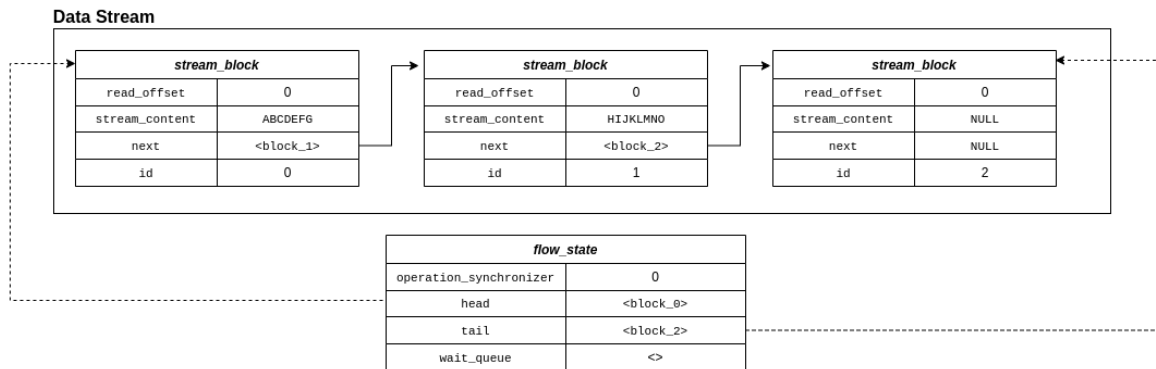 Data Stream
stream_block
read_offset 0
stream_content ABCDEFG
next <block_1>
id 0
stream_block
read_offset 0
stream_content HIJKLMNO
next <block_2>
id 1
stream_block
read_offset 0
stream_content NULL
next NULL
id 2
flow_state
operation_synchronizer 0
head <block_0>
tail <block_2>
wait_queue <>